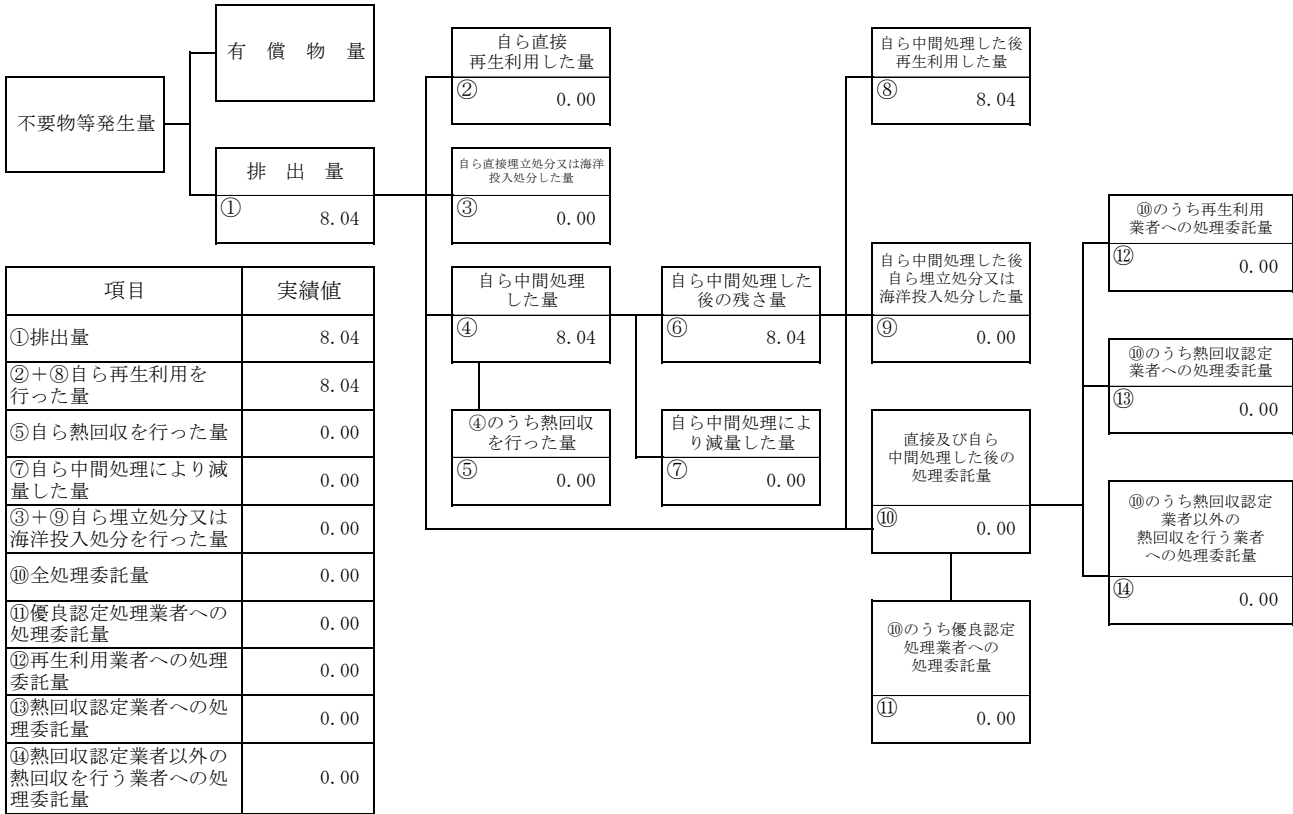 有 償 物 量
不要物等発生量
排 出 量
① 8.04
自ら直接
再生利用した量
② 0.00
自ら直接埋立処分又は海洋
投入処分した量
③ 0.00
自ら中間処理
した量
④ 8.04
④のうち熱回収
を行った量
⑤ 0.00
自ら中間処理した
後の残さ量
⑥ 8.04
自ら中間処理によ
り減量した量
⑦ 0.00
自ら中間処理した後
再生利用した量
⑧ 8.04
自ら中間処理した後
自ら埋立処分又は
海洋投入処分した量
⑨ 0.00
直接及び自ら
中間処理した後の
処理委託量
⑩ 0.00
⑩のうち優良認定
処理業者への
処理委託量
⑪ 0.00
⑩のうち再生利用
業者への処理委託量
⑫ 0.00
⑩のうち熱回収認定
業者への処理委託量
⑬ 0.00
⑩のうち熱回収認定
業者以外の
熱回収を行う業者
への処理委託量
⑭ 0.00
項目 実績値
①排出量 8.04
②＋⑧自ら再生利用を
行った量 8.04
⑤自ら熱回収を行った量 0.00
⑦自ら中間処理により減
量した量 0.00
③＋⑨自ら埋立処分又は
海洋投入処分を行った量 0.00
⑩全処理委託量 0.00
⑪優良認定処理業者への
処理委託量 0.00
⑫再生利用業者への処理
委託量 0.00
⑬熱回収認定業者への処
理委託量 0.00
⑭熱回収認定業者以外の
熱回収を行う業者への処
理委託量 0.00